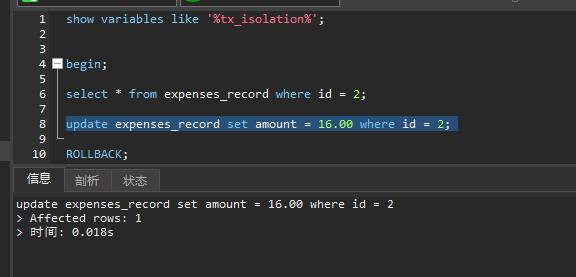 1 show variables like '%tx_isolation%';
2
3
4 begin;
5
6 select * from expenses_record where id = 2;
7
8 update expenses_record set amount = 16.00 where id = 2;
9
10 ROLLBACK;
信息 剖析 状态
update expenses_record set amount = 16.00 where id = 2
> Affected rows: 1
> 时间: 0.018s